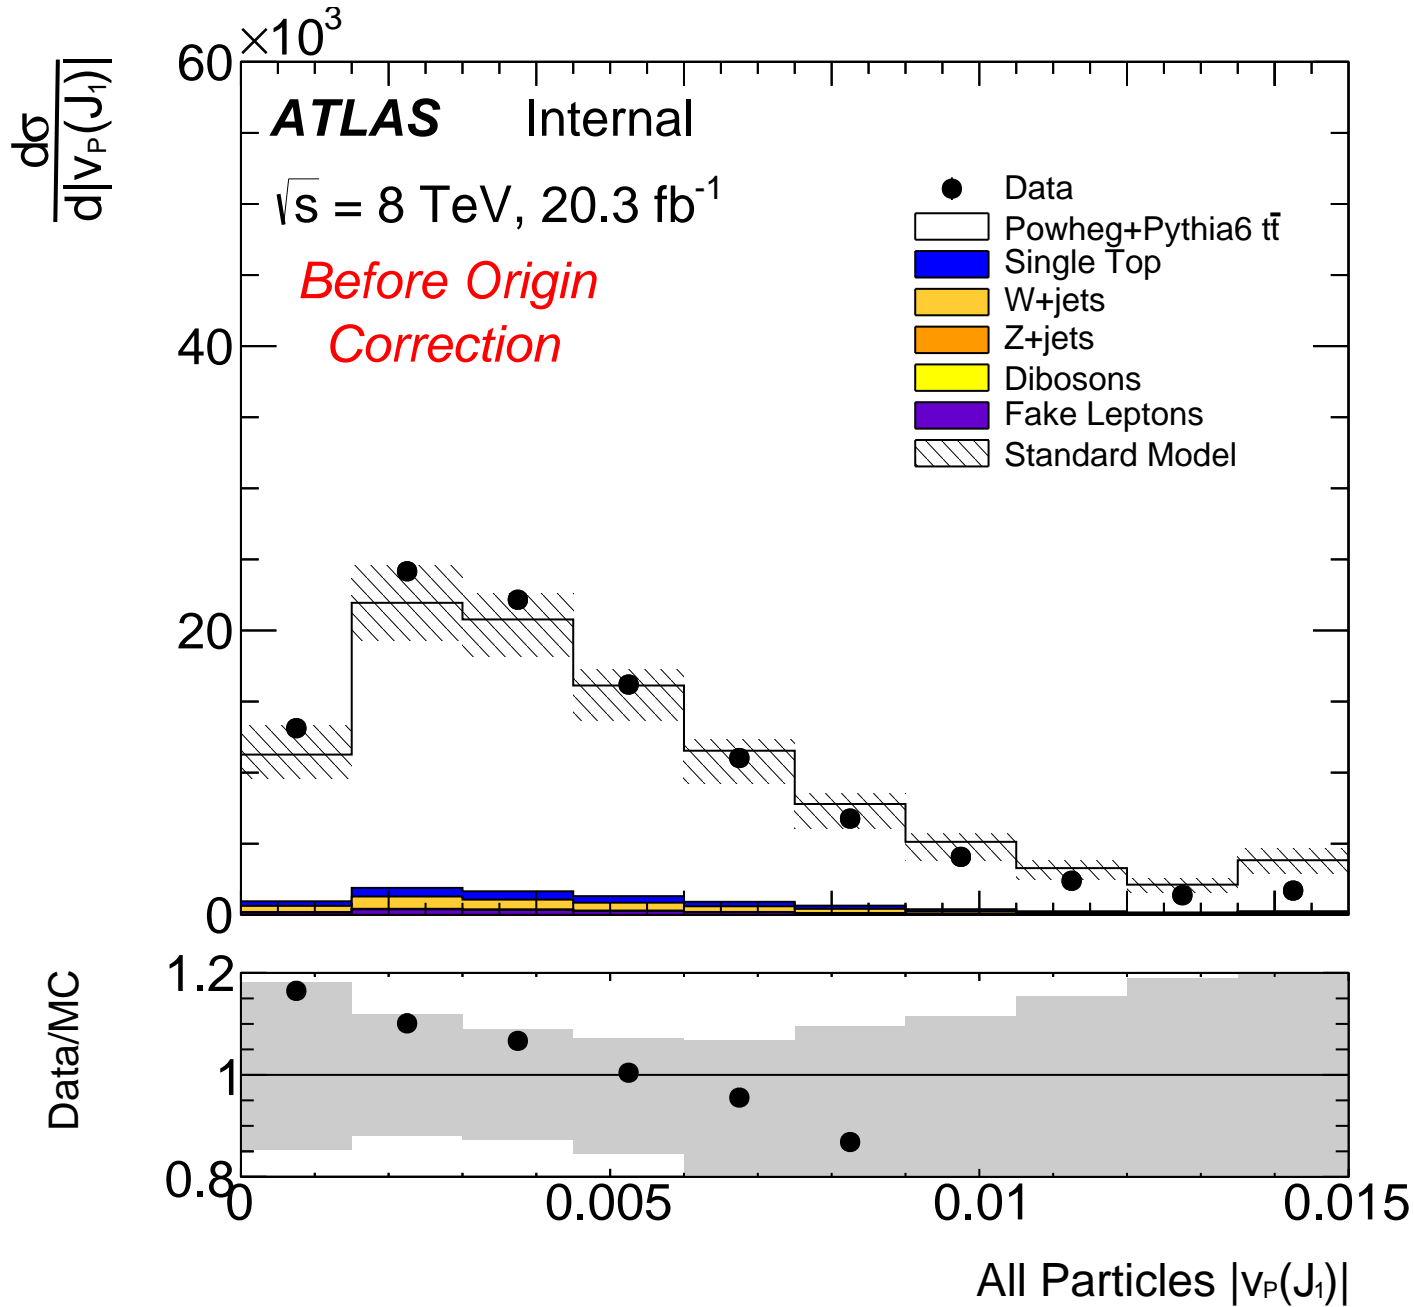 ×10³
dσ
d|v_P(J_1)|
60
40
20
0
ATLAS Internal
√s = 8 TeV, 20.3 fb⁻¹
Before Origin
Correction
Data
Powheg+Pythia6 tt̄
Single Top
W+jets
Z+jets
Dibosons
Fake Leptons
Standard Model
Data/MC
1.2
1
0.8
0 0.005 0.01 0.015
All Particles |v_P(J_1)|